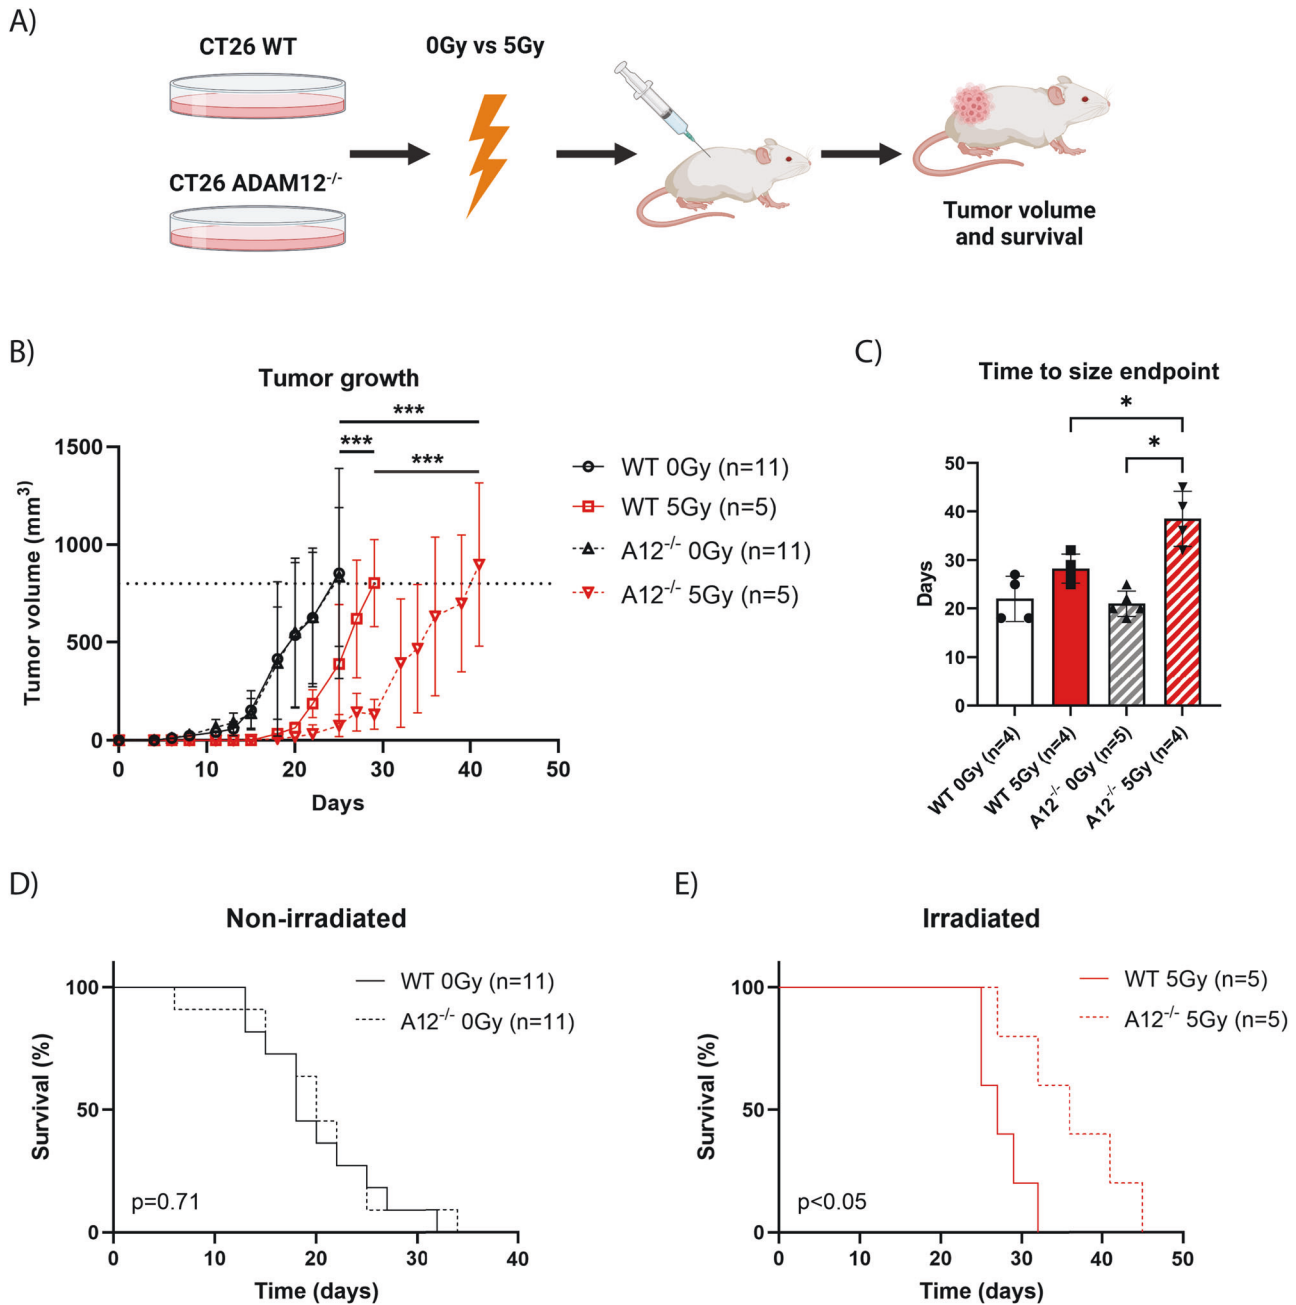 A)
CT26 WT
0Gy vs 5Gy
CT26 ADAM12-/-
Tumor volume
and survival
B)
Tumor growth
***
***
***
1500
1000
500
0
Tumor volume (mm3)
0 10 20 30 40 50
Days
WT 0Gy (n=11)
WT 5Gy (n=5)
A12-/- 0Gy (n=11)
A12-/- 5Gy (n=5)
C)
Time to size endpoint
*
*
50
40
30
20
10
0
Days
WT 0Gy (n=4)
WT 5Gy (n=4)
A12-/- 0Gy (n=5)
A12-/- 5Gy (n=4)
D)
Non-irradiated
WT 0Gy (n=11)
A12-/- 0Gy (n=11)
100
50
0
Survival (%)
p=0.71
0 10 20 30 40
Time (days)
E)
Irradiated
WT 5Gy (n=5)
A12-/- 5Gy (n=5)
100
50
0
Survival (%)
p<0.05
0 10 20 30 40 50
Time (days)